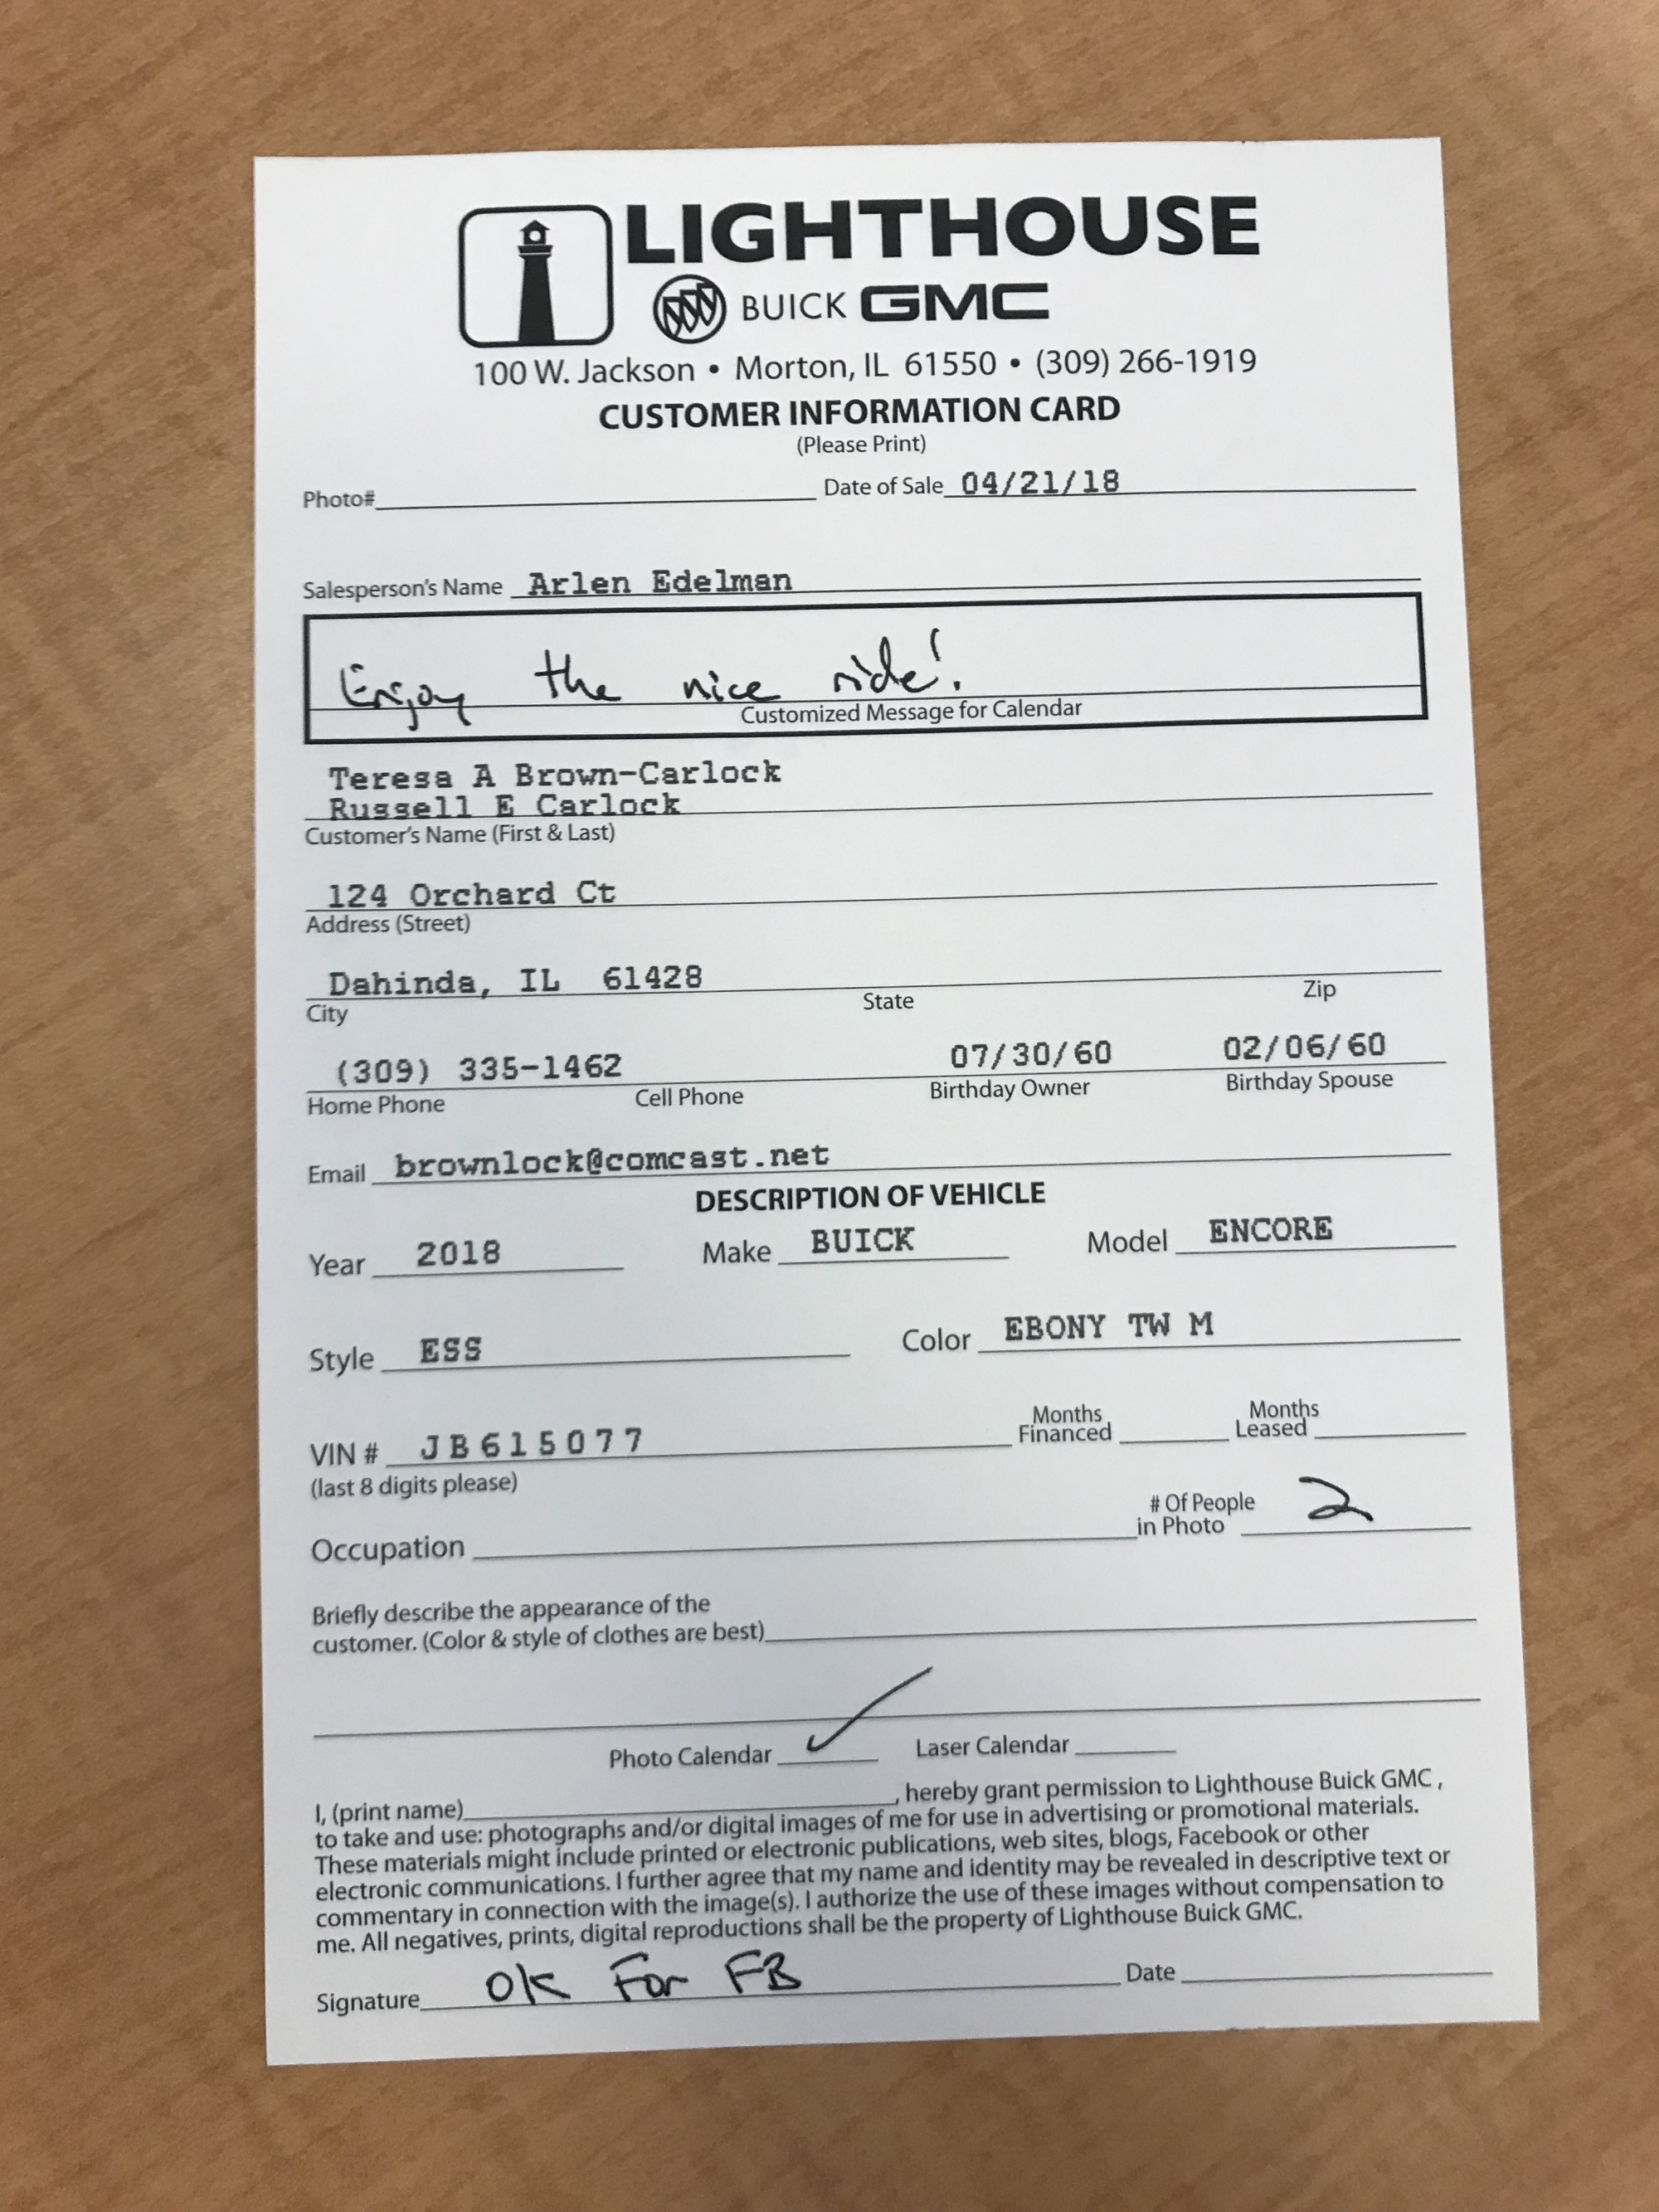 LIGHTHOUSE
BUICK GMC
100 W. Jackson • Morton, IL 61550 • (309) 266-1919
CUSTOMER INFORMATION CARD
(Please Print)
Photo# Date of Sale 04/21/18
Salesperson's Name Arlen Edelman
Enjoy the nice ride!
Customized Message for Calendar
Teresa A Brown-Carlock
Russell E Carlock
Customer's Name (First & Last)
124 Orchard Ct
Address (Street)
Dahinda, IL 61428
City State Zip
(309) 335-1462 07/30/60 02/06/60
Home Phone Cell Phone Birthday Owner Birthday Spouse
Email brownlock@comcast.net
DESCRIPTION OF VEHICLE
Year 2018 Make BUICK Model ENCORE
Style ESS Color EBONY TW M
VIN # JB615077 Months Financed Months Leased
(last 8 digits please)
Occupation # Of People in Photo 2
Briefly describe the appearance of the
customer. (Color & style of clothes are best)
Photo Calendar ✓ Laser Calendar
I, (print name) , hereby grant permission to Lighthouse Buick GMC ,
to take and use: photographs and/or digital images of me for use in advertising or promotional materials.
These materials might include printed or electronic publications, web sites, blogs, Facebook or other
electronic communications. I further agree that my name and identity may be revealed in descriptive text or
commentary in connection with the image(s). I authorize the use of these images without compensation to
me. All negatives, prints, digital reproductions shall be the property of Lighthouse Buick GMC.
Signature OK For FB Date